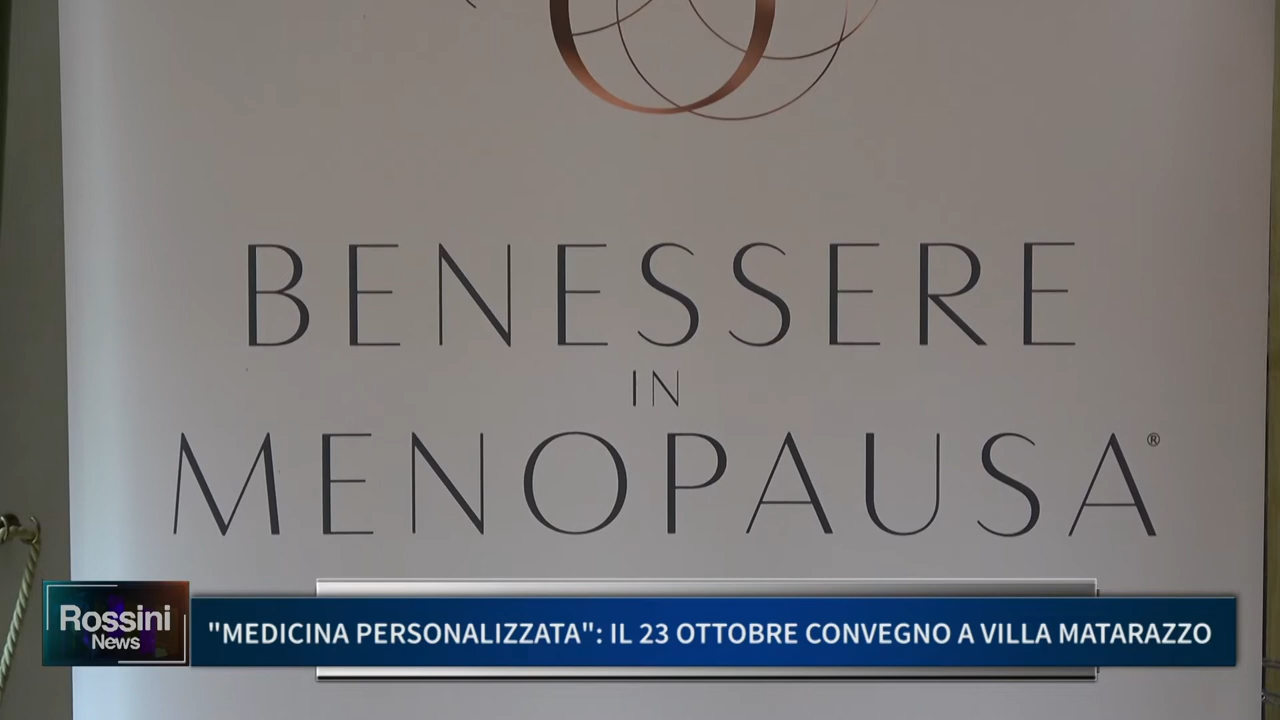 BENESSERE
IN
MENOPAUSA®
Rossini
News
"MEDICINA PERSONALIZZATA": IL 23 OTTOBRE CONVEGNO A VILLA MATARAZZO